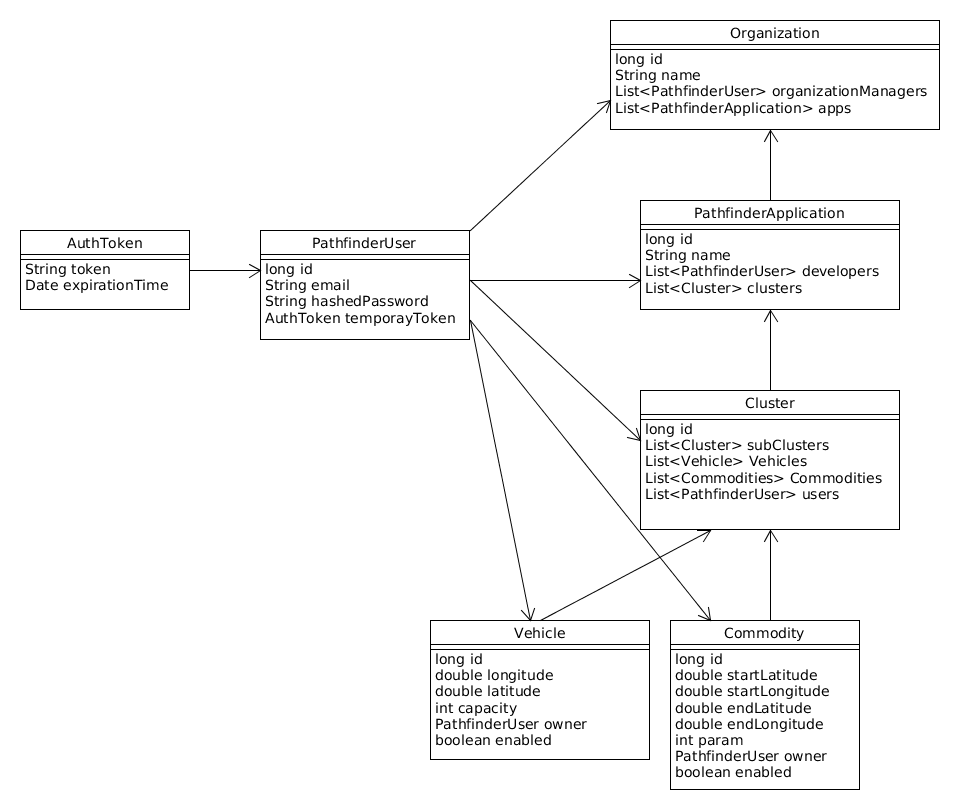 Organization
long id
String name
List<PathfinderUser> organizationManagers
List<PathfinderApplication> apps
PathfinderApplication
long id
String name
List<PathfinderUser> developers
List<Cluster> clusters
AuthToken
String token
Date expirationTime
PathfinderUser
long id
String email
String hashedPassword
AuthToken temporayToken
Cluster
long id
List<Cluster> subClusters
List<Vehicle> Vehicles
List<Commodities> Commodities
List<PathfinderUser> users
Vehicle
long id
double longitude
double latitude
int capacity
PathfinderUser owner
boolean enabled
Commodity
long id
double startLatitude
double startLongitude
double endLatitude
double endLongitude
int param
PathfinderUser owner
boolean enabled